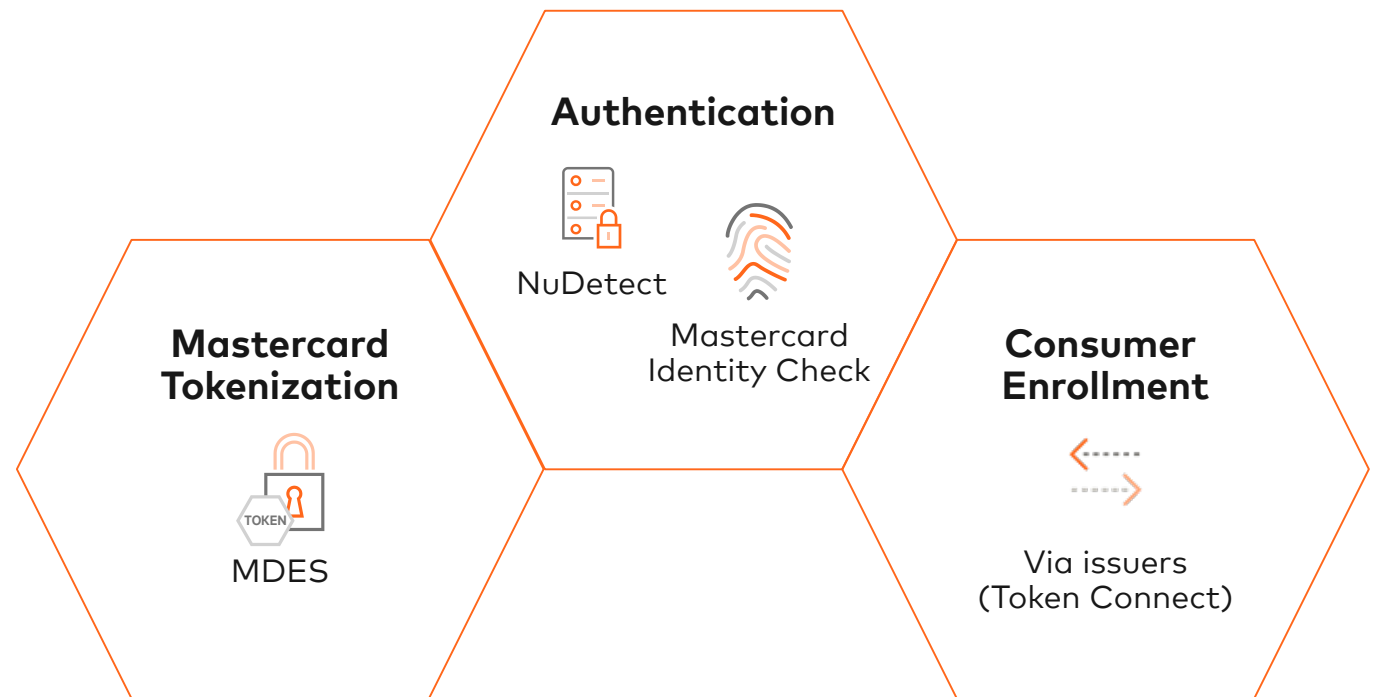 Authentication
NuDetect
Mastercard
Identity Check
Mastercard
Tokenization
TOKEN
MDES
Consumer
Enrollment
Via issuers
(Token Connect)